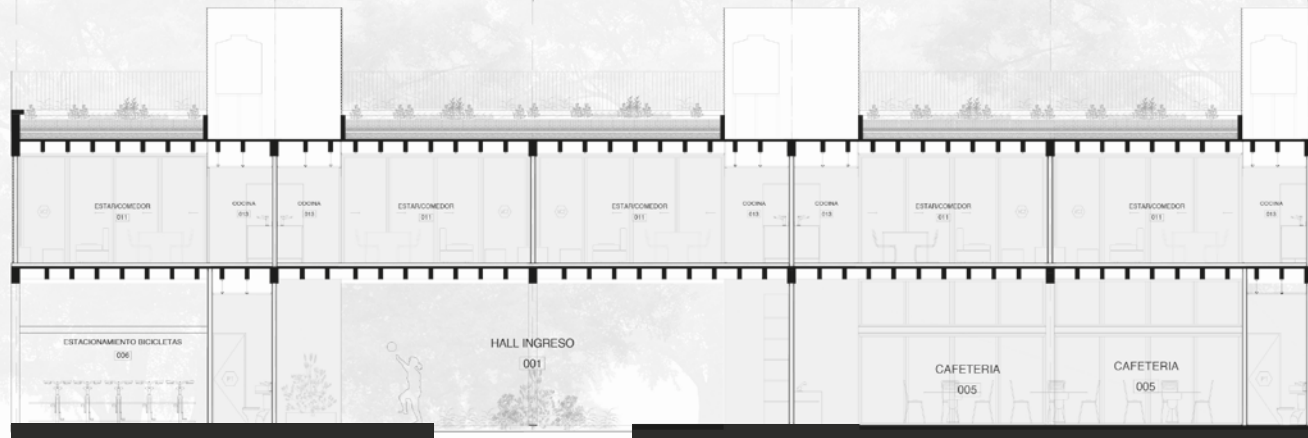 ESTAR/COMEDOR
011
COCINA
013
COCINA
013
ESTAR/COMEDOR
011
ESTAR/COMEDOR
011
COCINA
013
COCINA
013
ESTAR/COMEDOR
011
ESTAR/COMEDOR
011
COCINA
013
ESTACIONAMIENTO BICICLETAS
006
HALL INGRESO
001
CAFETERIA
005
CAFETERIA
005